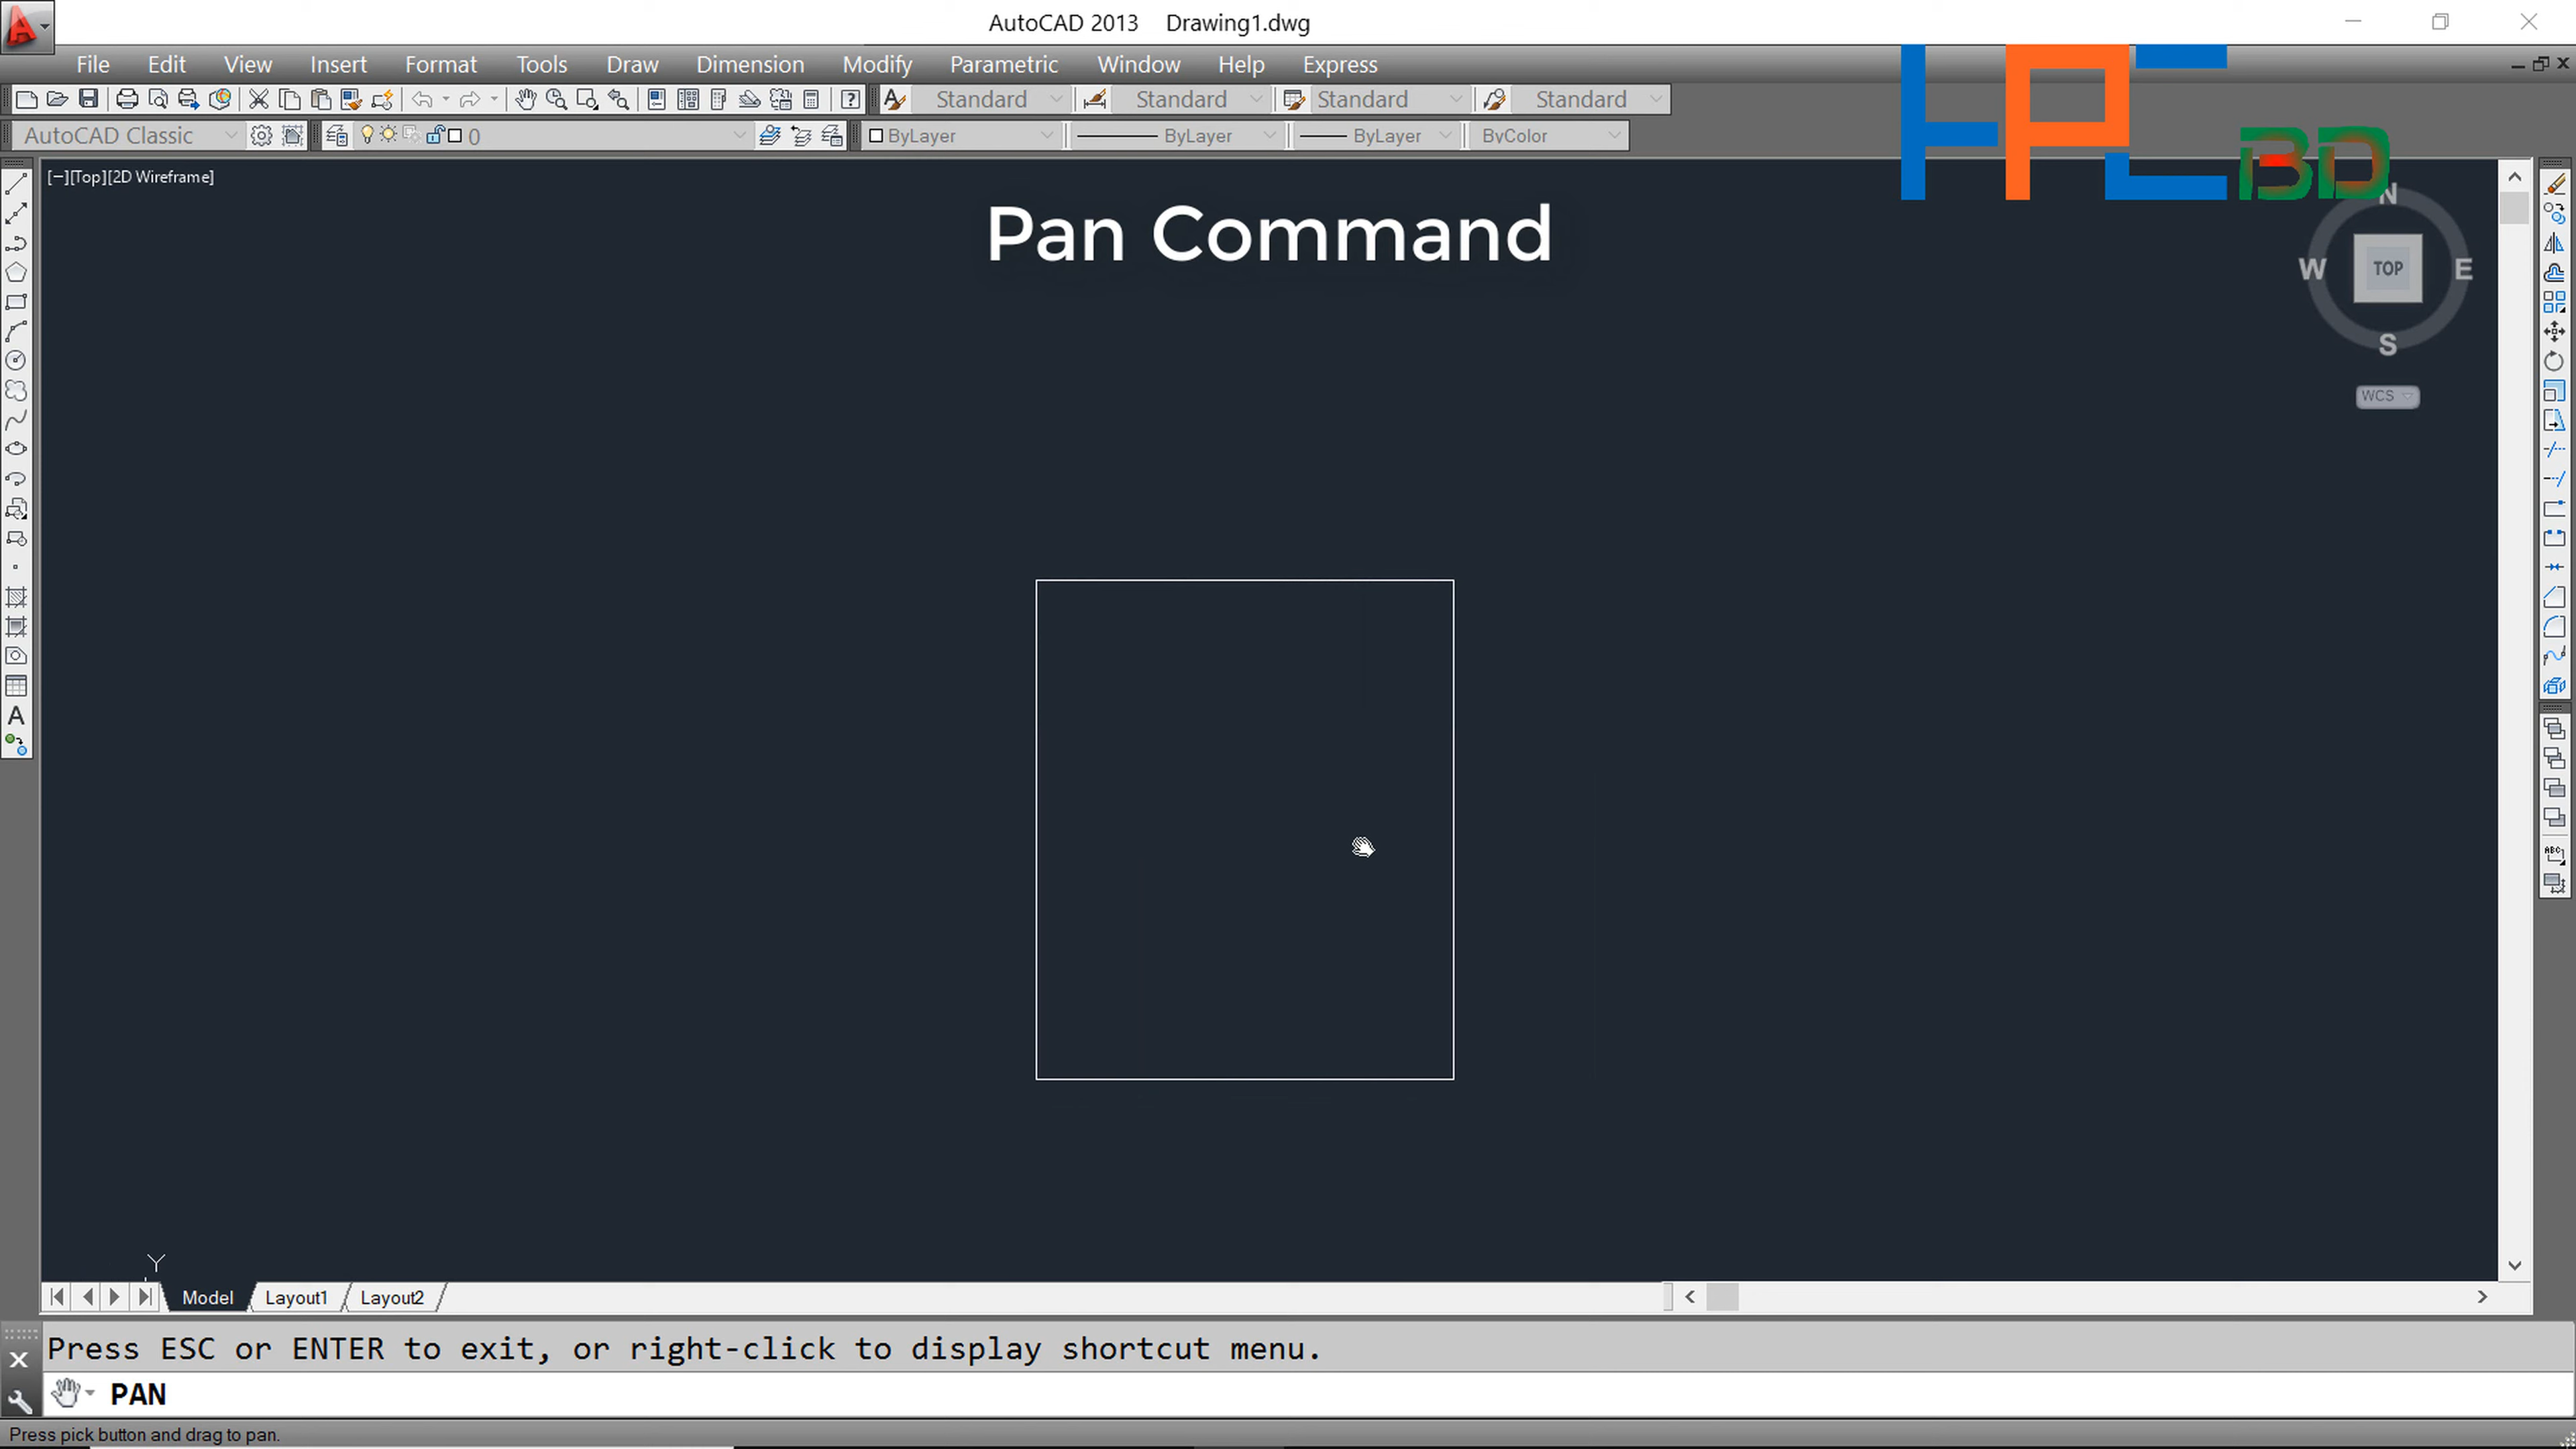 AutoCAD 2013 Drawing1.dwg
File Edit View Insert Format Tools Draw Dimension Modify Parametric Window Help Express
Standard Standard Standard Standard
AutoCAD Classic 0 ByLayer ByLayer ByLayer ByColor
HPC BD
[−][Top][2D Wireframe]
Pan Command
N
W TOP E
S
WCS
A
ABC
Y
Model Layout1 Layout2
Press ESC or ENTER to exit, or right-click to display shortcut menu.
PAN
Press pick button and drag to pan.